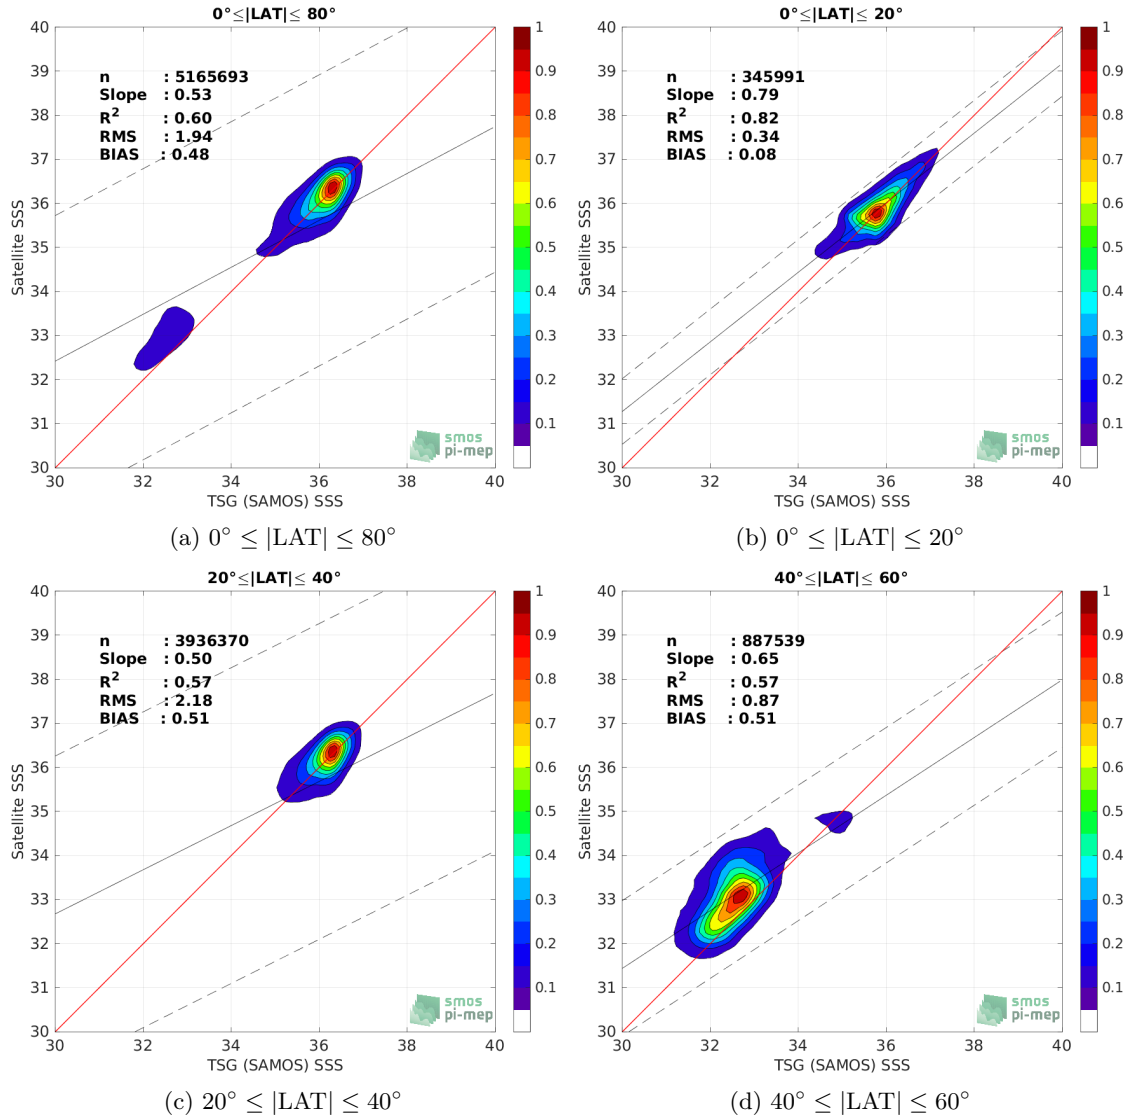 0°≤|LAT|≤ 80°
n : 5165693
Slope : 0.53
R² : 0.60
RMS : 1.94
BIAS : 0.48
Satellite SSS
40
39
38
37
36
35
34
33
32
31
30
30 32 34 36 38 40
TSG (SAMOS) SSS
1
0.9
0.8
0.7
0.6
0.5
0.4
0.3
0.2
0.1
smos
pi-mep
(a) 0° ≤ |LAT| ≤ 80°
0°≤|LAT|≤ 20°
n : 345991
Slope : 0.79
R² : 0.82
RMS : 0.34
BIAS : 0.08
Satellite SSS
40
39
38
37
36
35
34
33
32
31
30
30 32 34 36 38 40
TSG (SAMOS) SSS
1
0.9
0.8
0.7
0.6
0.5
0.4
0.3
0.2
0.1
smos
pi-mep
(b) 0° ≤ |LAT| ≤ 20°
20°≤|LAT|≤ 40°
n : 3936370
Slope : 0.50
R² : 0.57
RMS : 2.18
BIAS : 0.51
Satellite SSS
40
39
38
37
36
35
34
33
32
31
30
30 32 34 36 38 40
TSG (SAMOS) SSS
1
0.9
0.8
0.7
0.6
0.5
0.4
0.3
0.2
0.1
smos
pi-mep
(c) 20° ≤ |LAT| ≤ 40°
40°≤|LAT|≤ 60°
n : 887539
Slope : 0.65
R² : 0.57
RMS : 0.87
BIAS : 0.51
Satellite SSS
40
39
38
37
36
35
34
33
32
31
30
30 32 34 36 38 40
TSG (SAMOS) SSS
1
0.9
0.8
0.7
0.6
0.5
0.4
0.3
0.2
0.1
smos
pi-mep
(d) 40° ≤ |LAT| ≤ 60°